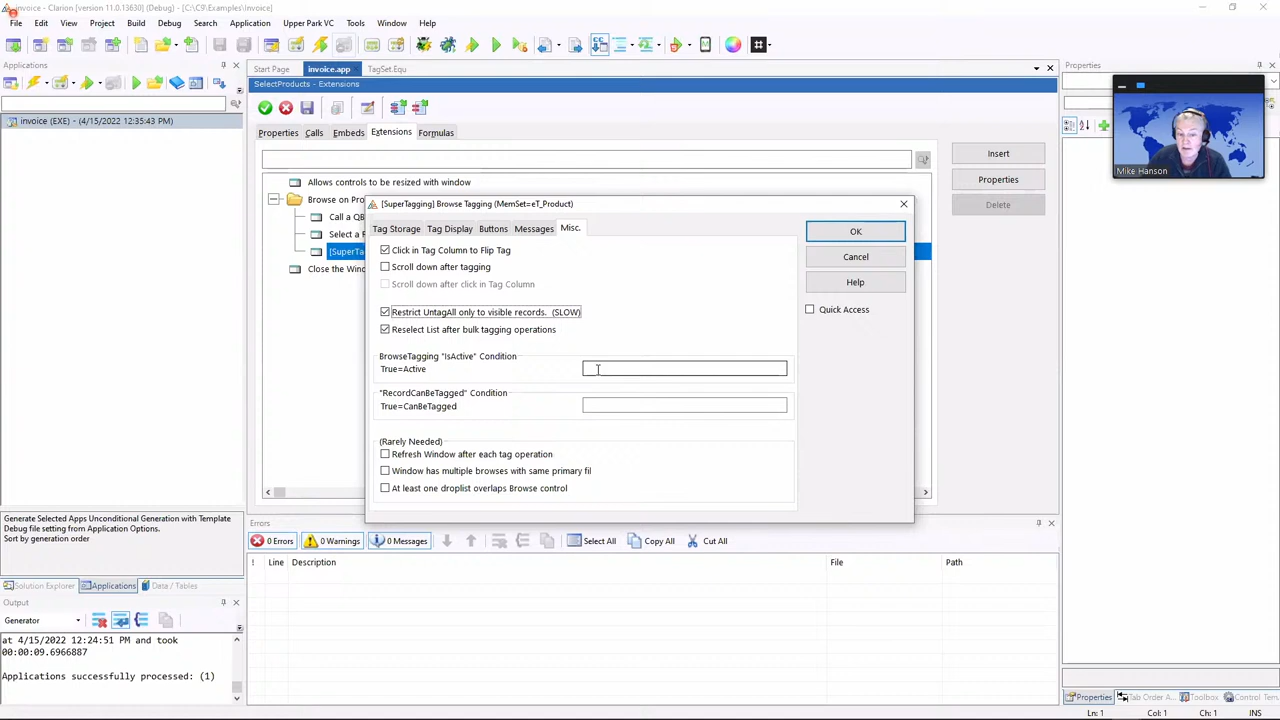 invoice - Clarion (version 11.0.13630) (Debug) - [C:\C9\Examples\Invoice]
File Edit View Project Build Debug Search Application Upper Park VC Tools Window Help
Applications
Start Page invoice.app TagSet.Equ
Properties
SelectProducts - Extensions
invoice (EXE) - (4/15/2022 12:35:43 PM)
Properties Calls Embeds Extensions Formulas
Insert
Properties
Delete
Mike Hanson
Allows controls to be resized with window
Browse on Pro
Call a QB
Select a R
[SuperTa
Close the Wind
[SuperTagging] Browse Tagging (MemSet=eT_Product)
Tag Storage Tag Display Buttons Messages Misc.
Click in Tag Column to Flip Tag
Scroll down after tagging
Scroll down after click in Tag Column
Restrict UntagAll only to visible records. (SLOW)
Reselect List after bulk tagging operations
BrowseTagging "IsActive" Condition
True=Active
"RecordCanBeTagged" Condition
True=CanBeTagged
(Rarely Needed)
Refresh Window after each tag operation
Window has multiple browses with same primary fil
At least one droplist overlaps Browse control
OK
Cancel
Help
Quick Access
Generate Selected Apps Unconditional Generation with Template
Debug file setting from Application Options.
Sort by generation order
Solution Explorer Applications Data / Tables
Output
Generator
at 4/15/2022 12:24:51 PM and took
00:00:09.6966887
Applications successfully processed: (1)
Errors
0 Errors 0 Warnings 0 Messages Select All Copy All Cut All
! Line Description File Path
Properties Tab Order A... Toolbox Control Tem...
Ln: 1 Col: 1 Ch: 1 INS